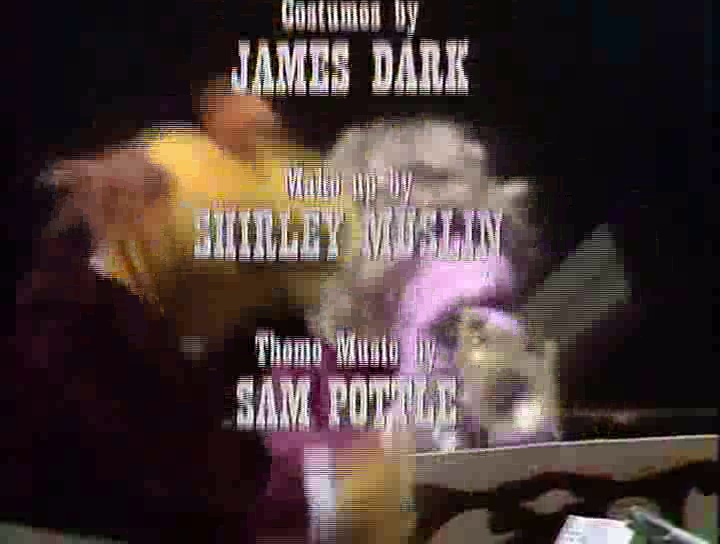 Costumes by
JAMES DARK
Make up by
SHIRLEY MUSLIN
Theme Music by
SAM POTTLE